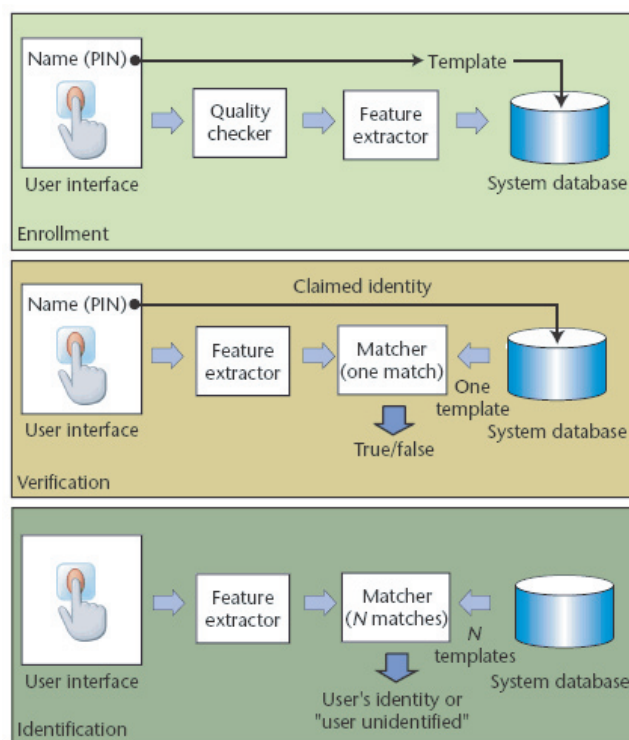 Name (PIN)
Template
Quality
checker
Feature
extractor
User interface
System database
Enrollment
Name (PIN)
Claimed identity
Feature
extractor
Matcher
(one match)
One
template
User interface
True/false
System database
Verification
Feature
extractor
Matcher
(N matches)
N
templates
User interface
System database
User's identity or
"user unidentified"
Identification